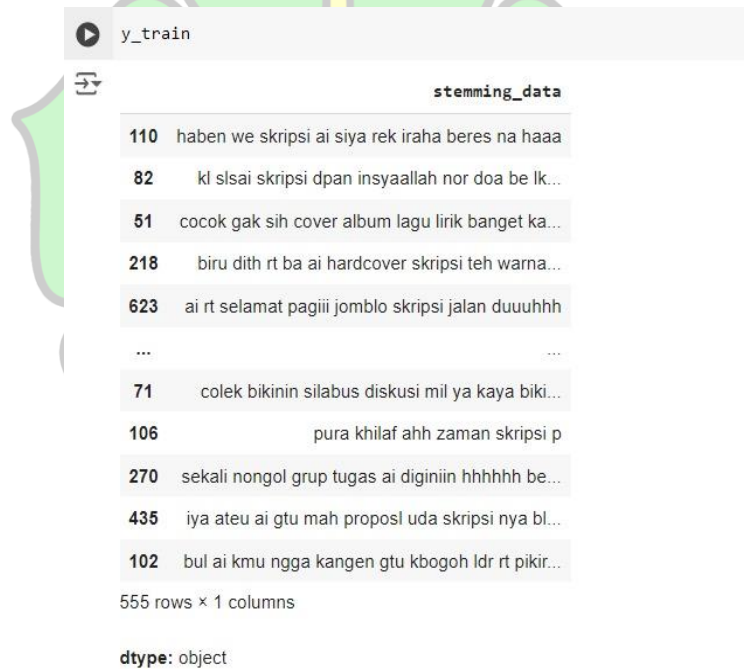 y_train
stemming_data
110 haben we skripsi ai siya rek iraha beres na haaa
82 kl slsai skripsi dpan insyaallah nor doa be lk...
51 cocok gak sih cover album lagu lirik banget ka...
218 biru dith rt ba ai hardcover skripsi teh warna...
623 ai rt selamat pagiii jomblo skripsi jalan duuuhhh
... ...
71 colek bikinin silabus diskusi mil ya kaya biki...
106 pura khilaf ahh zaman skripsi p
270 sekali nongol grup tugas ai diginiin hhhhhh be...
435 iya ateu ai gtu mah proposl uda skripsi nya bl...
102 bul ai kmu ngga kangen gtu kbogoh ldr rt pikir...
555 rows × 1 columns
dtype: object